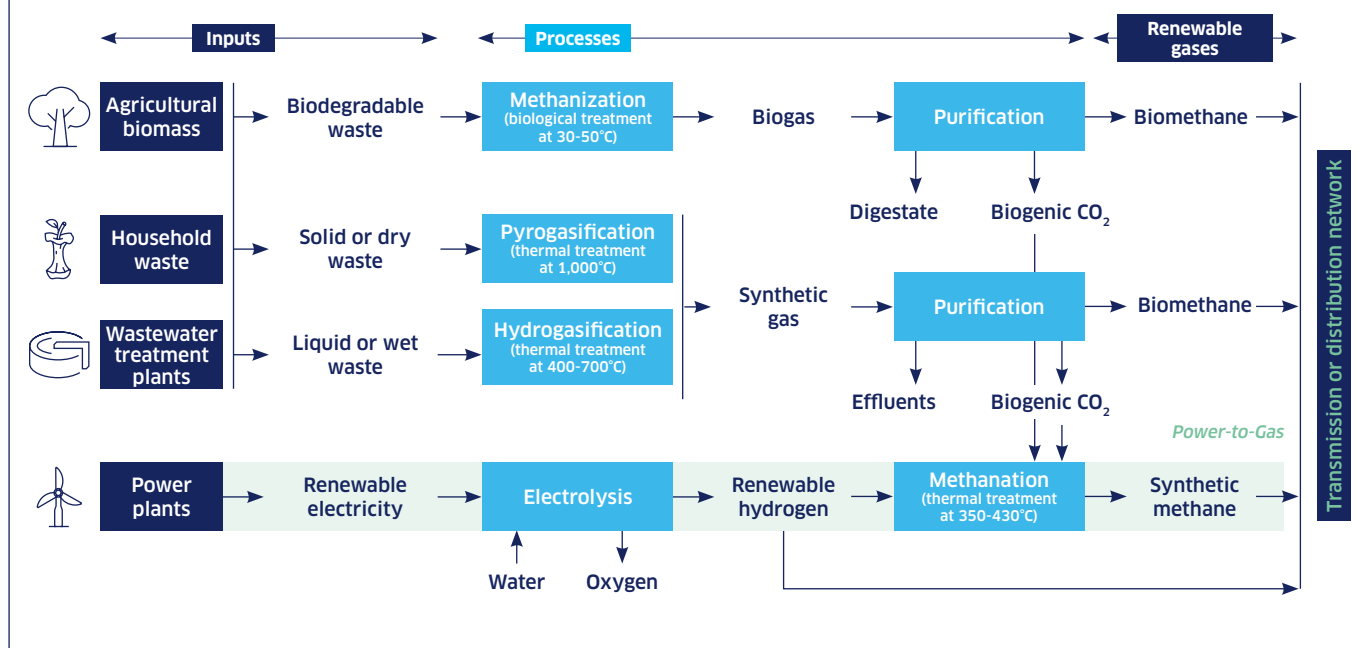 Inputs
Processes
Renewable
gases
Agricultural
biomass
Biodegradable
waste
Methanization
(biological treatment
at 30-50°C)
Biogas
Purification
Biomethane
Digestate
Biogenic CO₂
Household
waste
Solid or dry
waste
Pyrogasification
(thermal treatment
at 1,000°C)
Synthetic
gas
Purification
Biomethane
Wastewater
treatment
plants
Liquid or wet
waste
Hydrogasification
(thermal treatment
at 400-700°C)
Effluents
Biogenic CO₂
Power-to-Gas
Power
plants
Renewable
electricity
Electrolysis
Renewable
hydrogen
Methanation
(thermal treatment
at 350-430°C)
Synthetic
methane
Water
Oxygen
Transmission or distribution network